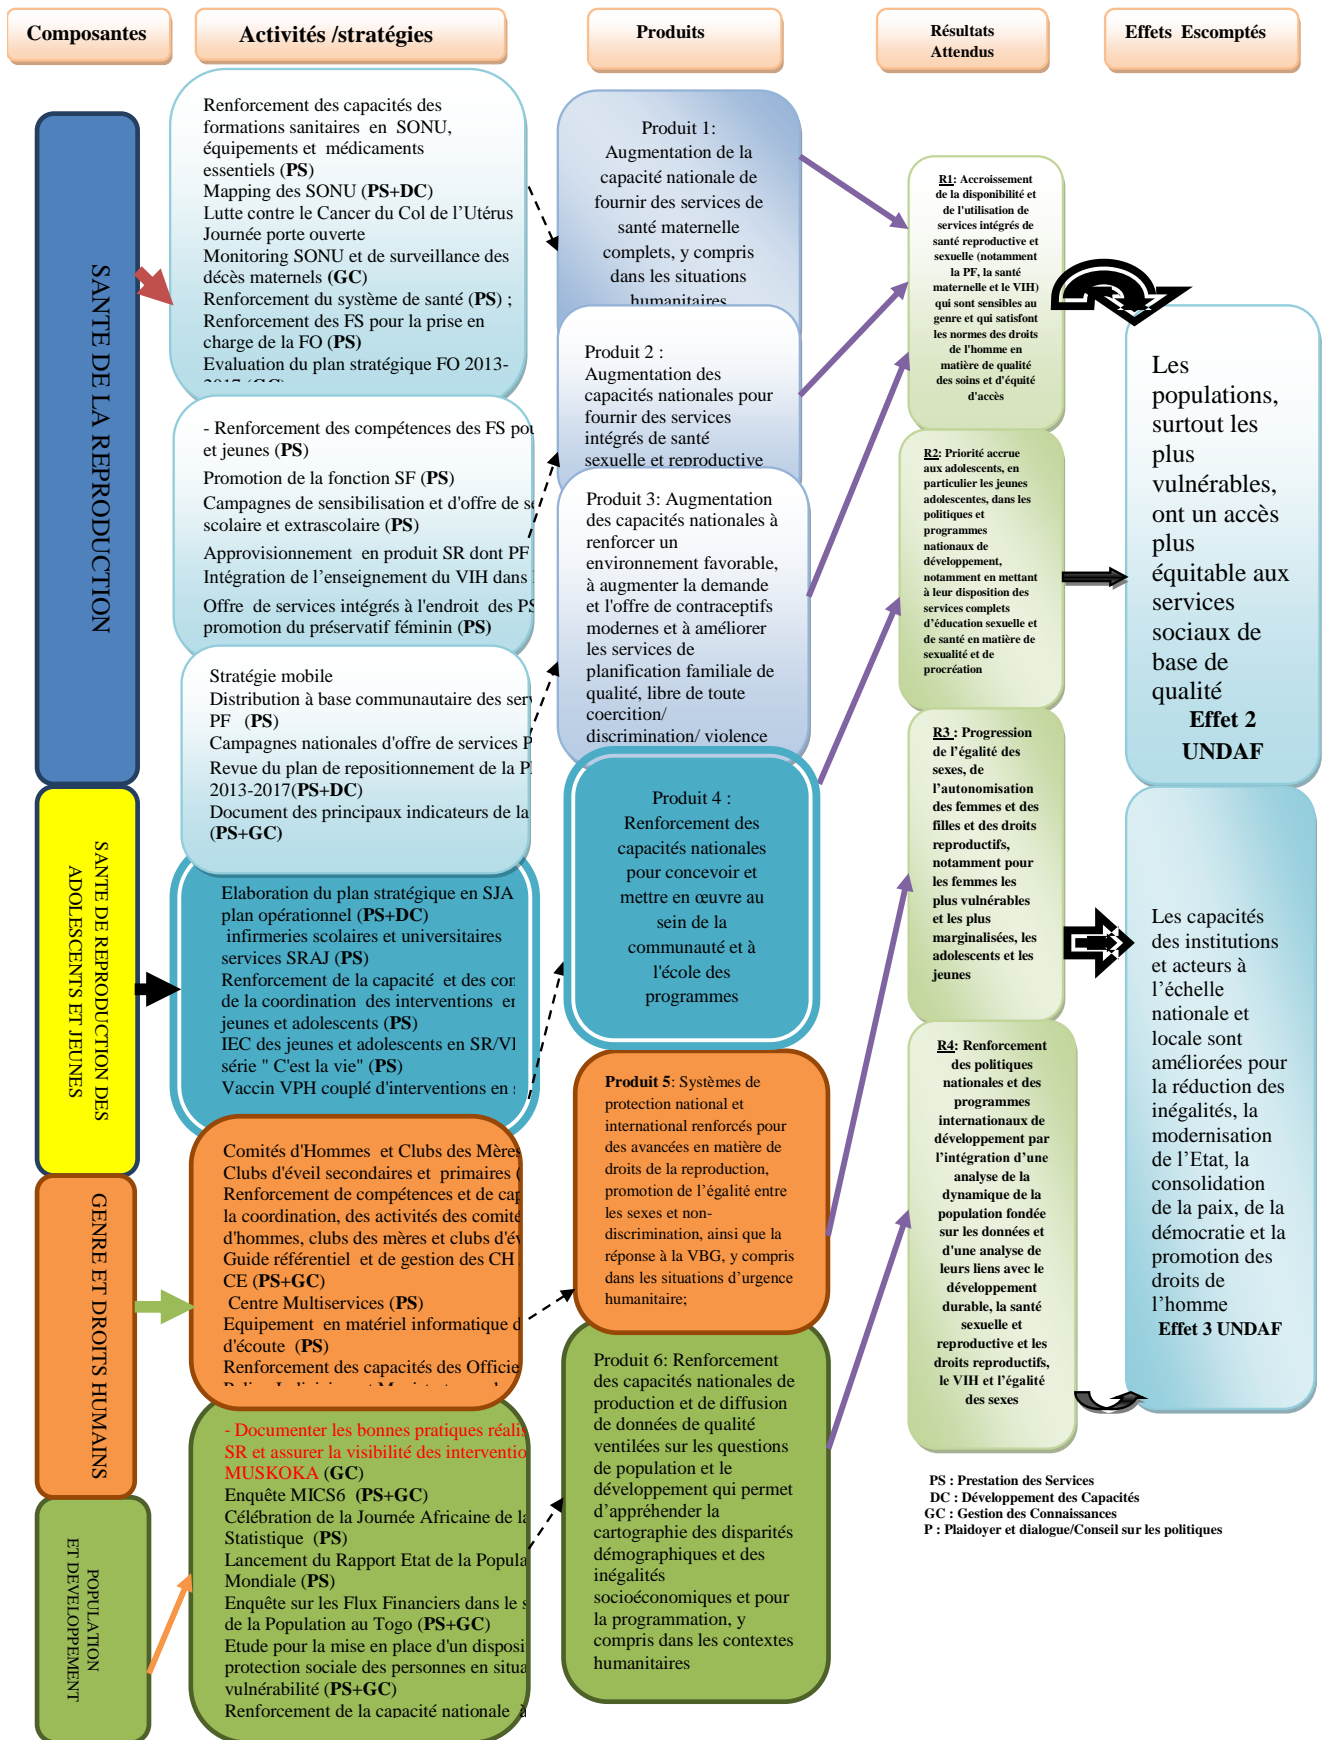 Composantes
Activités /stratégies
Produits
Résultats
Attendus
Effets Escomptés
SANTE DE LA REPRODUCTION
SANTE DE REPRODUCTION DES
ADOLESCENTS ET JEUNES
GENRE ET DROITS HUMAINS
POPULATION
ET DEVELOPPEMENT
Renforcement des capacités des
formations sanitaires en SONU,
équipements et médicaments
essentiels (PS)
Mapping des SONU (PS+DC)
Lutte contre le Cancer du Col de l'Utérus
Journée porte ouverte
Monitoring SONU et de surveillance des
décès maternels (GC)
Renforcement du système de santé (PS) ;
Renforcement des FS pour la prise en
charge de la FO (PS)
Evaluation du plan stratégique FO 2013-
- Renforcement des compétences des FS
et jeunes (PS)
Promotion de la fonction SF (PS)
Campagnes de sensibilisation et d'offre de
scolaire et extrascolaire (PS)
Approvisionnement en produit SR dont PF
Intégration de l'enseignement du VIH dans
Offre de services intégrés à l'endroit des PS
promotion du préservatif féminin (PS)
Stratégie mobile
Distribution à base communautaire des
PF (PS)
Campagnes nationales d'offre de services
Revue du plan de repositionnement de la
2013-2017(PS+DC)
Document des principaux indicateurs de la
(PS+GC)
Elaboration du plan stratégique en SJA
plan opérationnel (PS+DC)
infirmeries scolaires et universitaires
services SRAJ (PS)
Renforcement de la capacité et des
de la coordination des interventions
jeunes et adolescents (PS)
IEC des jeunes et adolescents en
série " C'est la vie" (PS)
Vaccin VPH couplé d'interventions en
Comités d'Hommes et Clubs des Mères
Clubs d'éveil secondaires et primaires
Renforcement de compétences et de
la coordination, des activités des
d'hommes, clubs des mères et clubs
Guide référentiel et de gestion des CH
CE (PS+GC)
Centre Multiservices (PS)
Equipement en matériel informatique
d'écoute (PS)
Renforcement des capacités des
- Documenter les bonnes pratiques
SR et assurer la visibilité des
MUSKOKA (GC)
Enquête MICS6 (PS+GC)
Célébration de la Journée Africaine de la
Statistique (PS)
Lancement du Rapport Etat de la
Mondiale (PS)
Enquête sur les Flux Financiers dans le
de la Population au Togo (PS+GC)
Etude pour la mise en place d'un
protection sociale des personnes en
vulnérabilité (PS+GC)
Renforcement de la capacité nationale à
Produit 1:
Augmentation de la
capacité nationale de
fournir des services de
santé maternelle
complets, y compris
dans les situations
humanitaires
Produit 2 :
Augmentation des
capacités nationales pour
fournir des services
intégrés de santé
sexuelle et reproductive
Produit 3: Augmentation
des capacités nationales à
renforcer un
environnement favorable,
à augmenter la demande
et l'offre de contraceptifs
modernes et à améliorer
les services de
planification familiale de
qualité, libre de toute
coercition/
discrimination/ violence
Produit 4 :
Renforcement des
capacités nationales
pour concevoir et
mettre en œuvre au
sein de la
communauté et à
l'école des
programmes
Produit 5: Systèmes de
protection national et
international renforcés pour
des avancées en matière de
droits de la reproduction,
promotion de l'égalité entre
les sexes et non-
discrimination, ainsi que la
réponse à la VBG, y compris
dans les situations d'urgence
humanitaire;
Produit 6: Renforcement
des capacités nationales de
production et de diffusion
de données de qualité
ventilées sur les questions
de population et le
développement qui permet
d'appréhender la
cartographie des disparités
démographiques et des
inégalités
socioéconomiques et pour
la programmation, y
compris dans les contextes
humanitaires
R1: Accroissement
de la disponibilité et
de l'utilisation de
services intégrés de
santé reproductive et
sexuelle (notamment
la PF, la santé
maternelle et le VIH)
qui sont sensibles au
genre et qui satisfont
les normes des droits
de l'homme en
matière de qualité
des soins et d'équité
d'accès
R2: Priorité accrue
aux adolescents, en
particulier les jeunes
adolescentes, dans les
politiques et
programmes
nationaux de
développement,
notamment en mettant
à leur disposition des
services complets
d'éducation sexuelle et
de santé en matière de
sexualité et de
procréation
R3 : Progression
de l'égalité des
sexes, de
l'autonomisation
des femmes et des
filles et des droits
reproductifs,
notamment pour
les femmes les
plus vulnérables
et les plus
marginalisées, les
adolescents et les
jeunes
R4: Renforcement
des politiques
nationales et des
programmes
internationaux de
développement par
l'intégration d'une
analyse de la
dynamique de la
population fondée
sur les données et
d'une analyse de
leurs liens avec le
développement
durable, la santé
sexuelle et
reproductive et les
droits reproductifs,
le VIH et l'égalité
des sexes
Les
populations,
surtout les
plus
vulnérables,
ont un accès
plus
équitable aux
services
sociaux de
base de
qualité
Effet 2
UNDAF
Les capacités
des institutions
et acteurs à
l'échelle
nationale et
locale sont
améliorées pour
la réduction des
inégalités, la
modernisation
de l'Etat, la
consolidation
de la paix, de la
démocratie et la
promotion des
droits de
l'homme
Effet 3 UNDAF
PS : Prestation des Services
DC : Développement des Capacités
GC : Gestion des Connaissances
P : Plaidoyer et dialogue/Conseil sur les politiques